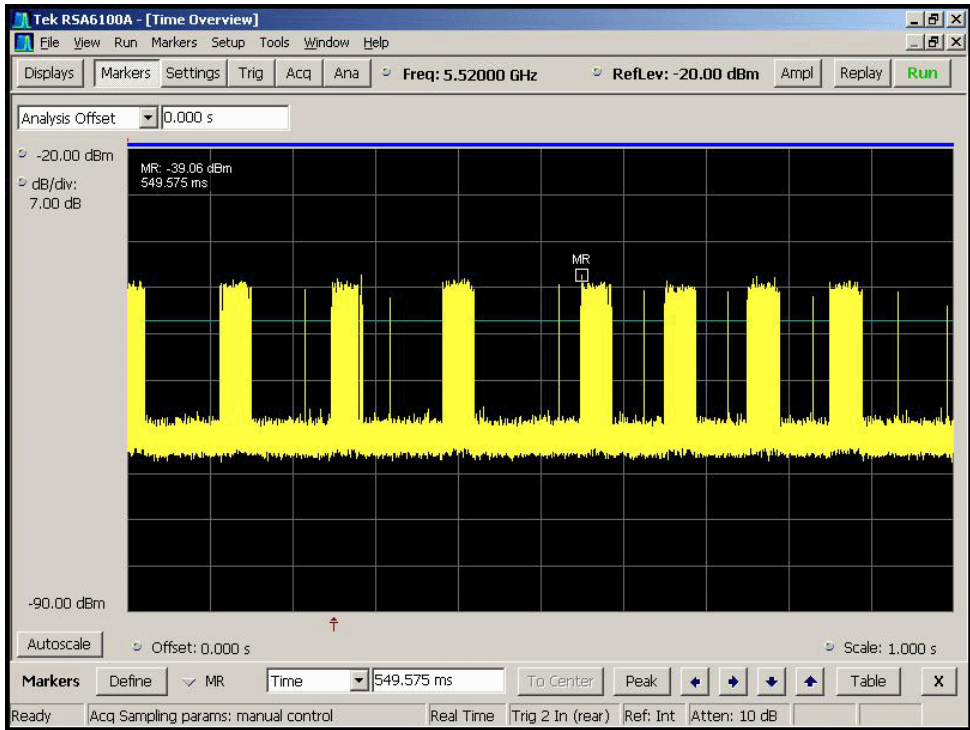 Tek RSA6100A - [Time Overview]
File View Run Markers Setup Tools Window Help
Displays Markers Settings Trig Acq Ana Freq: 5.52000 GHz RefLev: -20.00 dBm Ampl Replay Run
Analysis Offset 0.000 s
-20.00 dBm
dB/div:
7.00 dB
MR: -39.06 dBm
549.575 ms
MR
-90.00 dBm
Autoscale Offset: 0.000 s Scale: 1.000 s
Markers Define MR Time 549.575 ms To Center Peak Table X
Ready Acq Sampling params: manual control Real Time Trig 2 In (rear) Ref: Int Atten: 10 dB